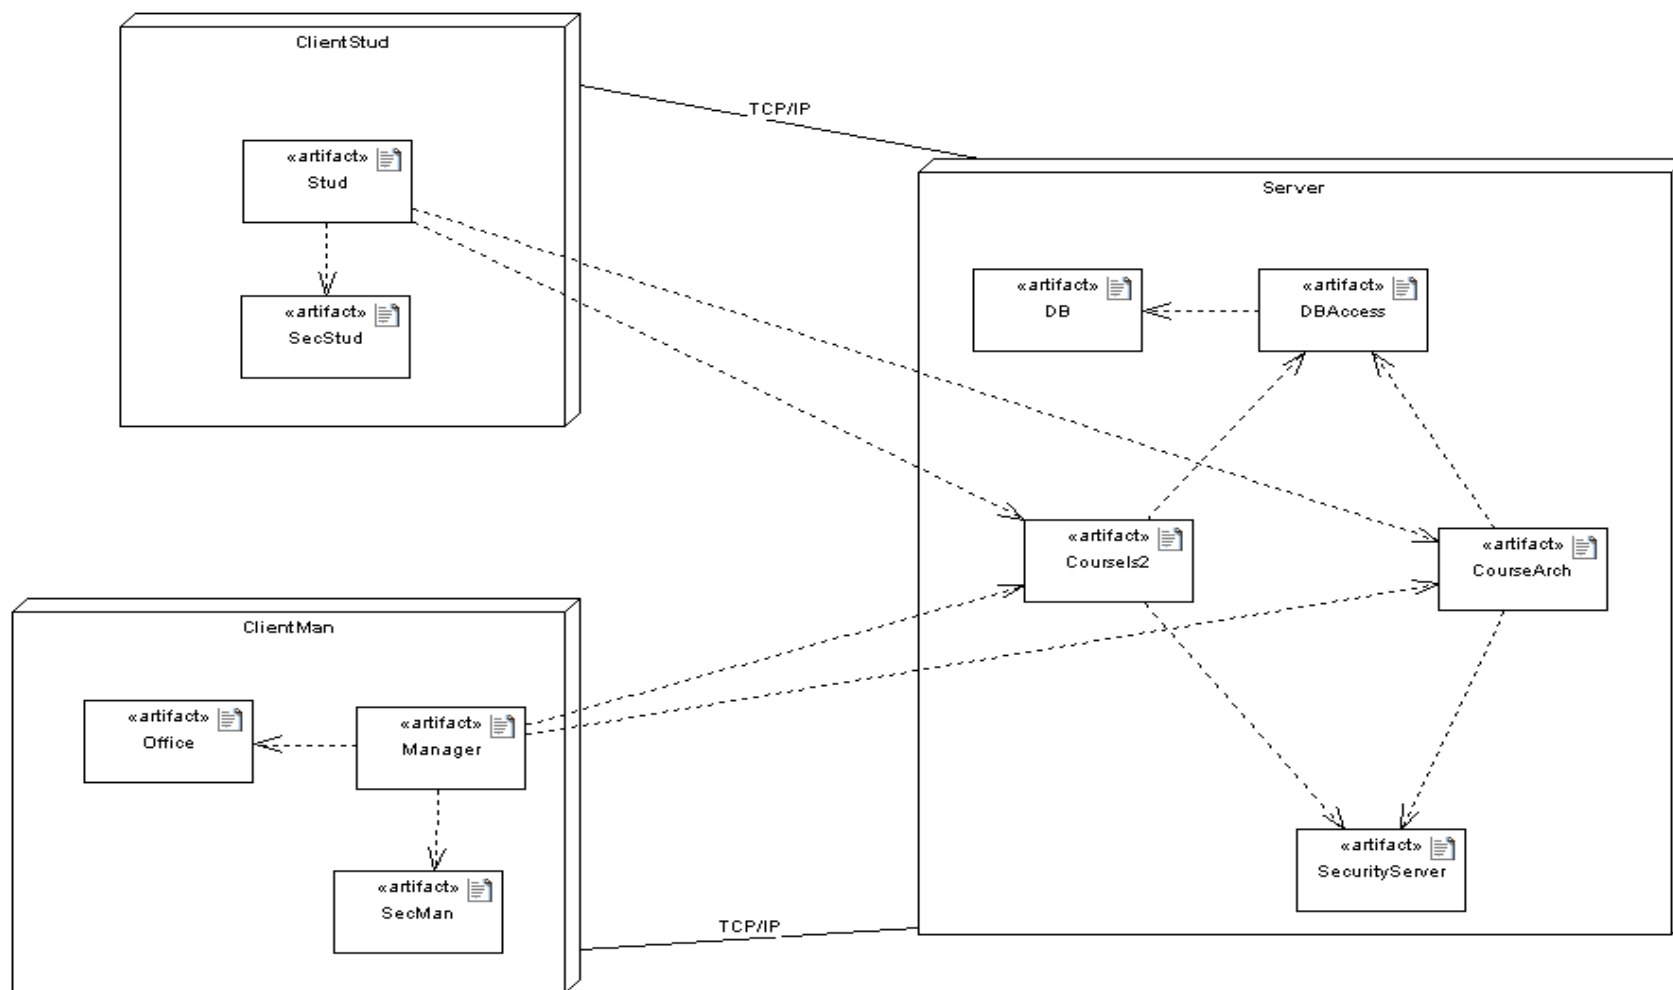 ClientStud
«artifact»
Stud
«artifact»
SecStud
TCP/IP
Server
«artifact»
DB
«artifact»
DBAccess
«artifact»
CourseIs2
«artifact»
CourseArch
«artifact»
SecurityServer
ClientMan
«artifact»
Office
«artifact»
Manager
«artifact»
SecMan
TCP/IP